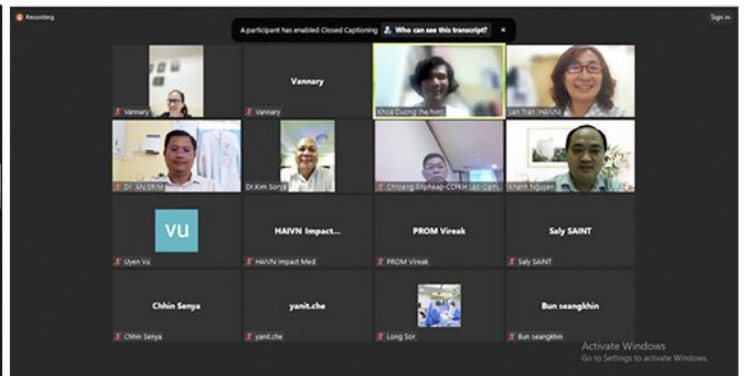 Recording
A participant has enabled Closed Captioning
Who can see this transcript?
×
Sign in
Vannary
Vannary
Vannary
Khoa Duong (he/him)
Lan Tran (HAIVN)
Dr. AN ERIM
Dr.Kim Sorya
Chroeng Sopheap-CCFKH Lao-Cam
Khanh Nguyen
VU
Uyen Vu
HAIVN Impact...
HAIVN Impact Med
PROM Vireak
PROM Vireak
Saly SAINT
Saly SAINT
Chhin Senya
Chhin Senya
yanit.che
yanit.che
Long Sor
Bun seangkhin
Bun seangkhin
Activate Windows
Go to Settings to activate Windows.